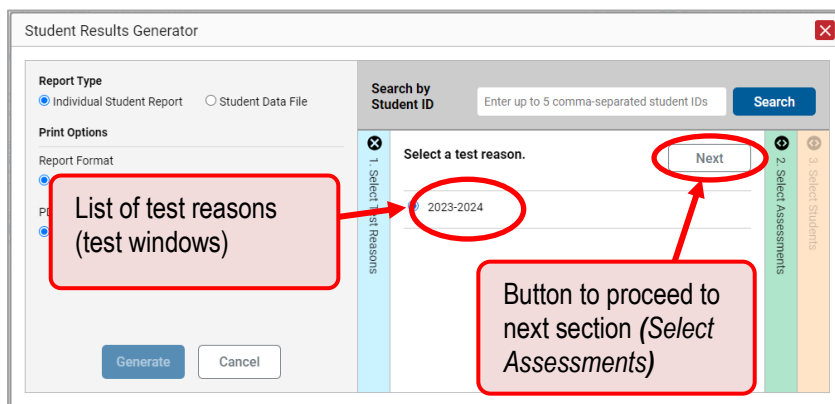 Student Results Generator
Report Type
Individual Student Report Student Data File
Print Options
Report Format
Search by
Student ID
Enter up to 5 comma-separated student IDs
Search
1. Select Test Reasons
Select a test reason.
Next
2023-2024
2. Select Assessments
3. Select Students
List of test reasons
(test windows)
Button to proceed to
next section (Select
Assessments)
Generate
Cancel